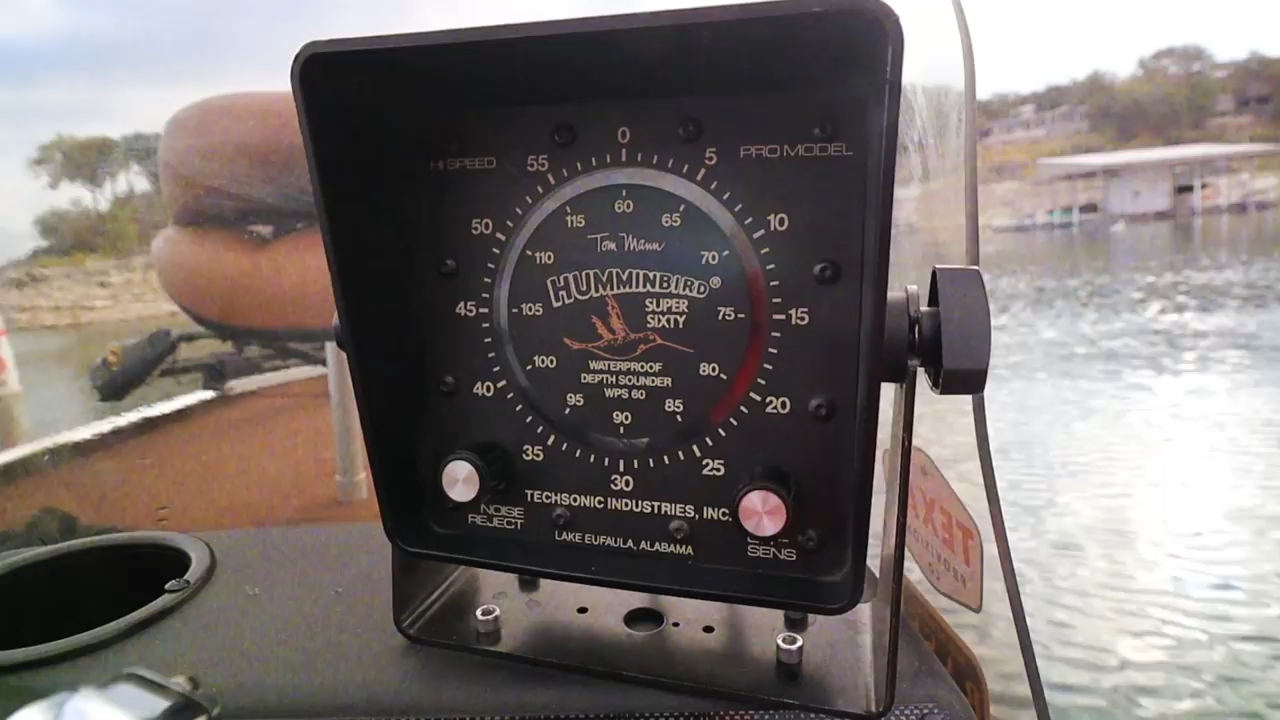 HI SPEED
PRO MODEL
0
5
10
15
20
25
30
35
40
45
50
55
60
65
70
75
80
85
90
95
100
105
110
115
Tom Mann
HUMMINBIRD®
SUPER
SIXTY
WATERPROOF
DEPTH SOUNDER
WPS 60
NOISE
REJECT
TECHSONIC INDUSTRIES, INC.
LAKE EUFAULA, ALABAMA
SENS